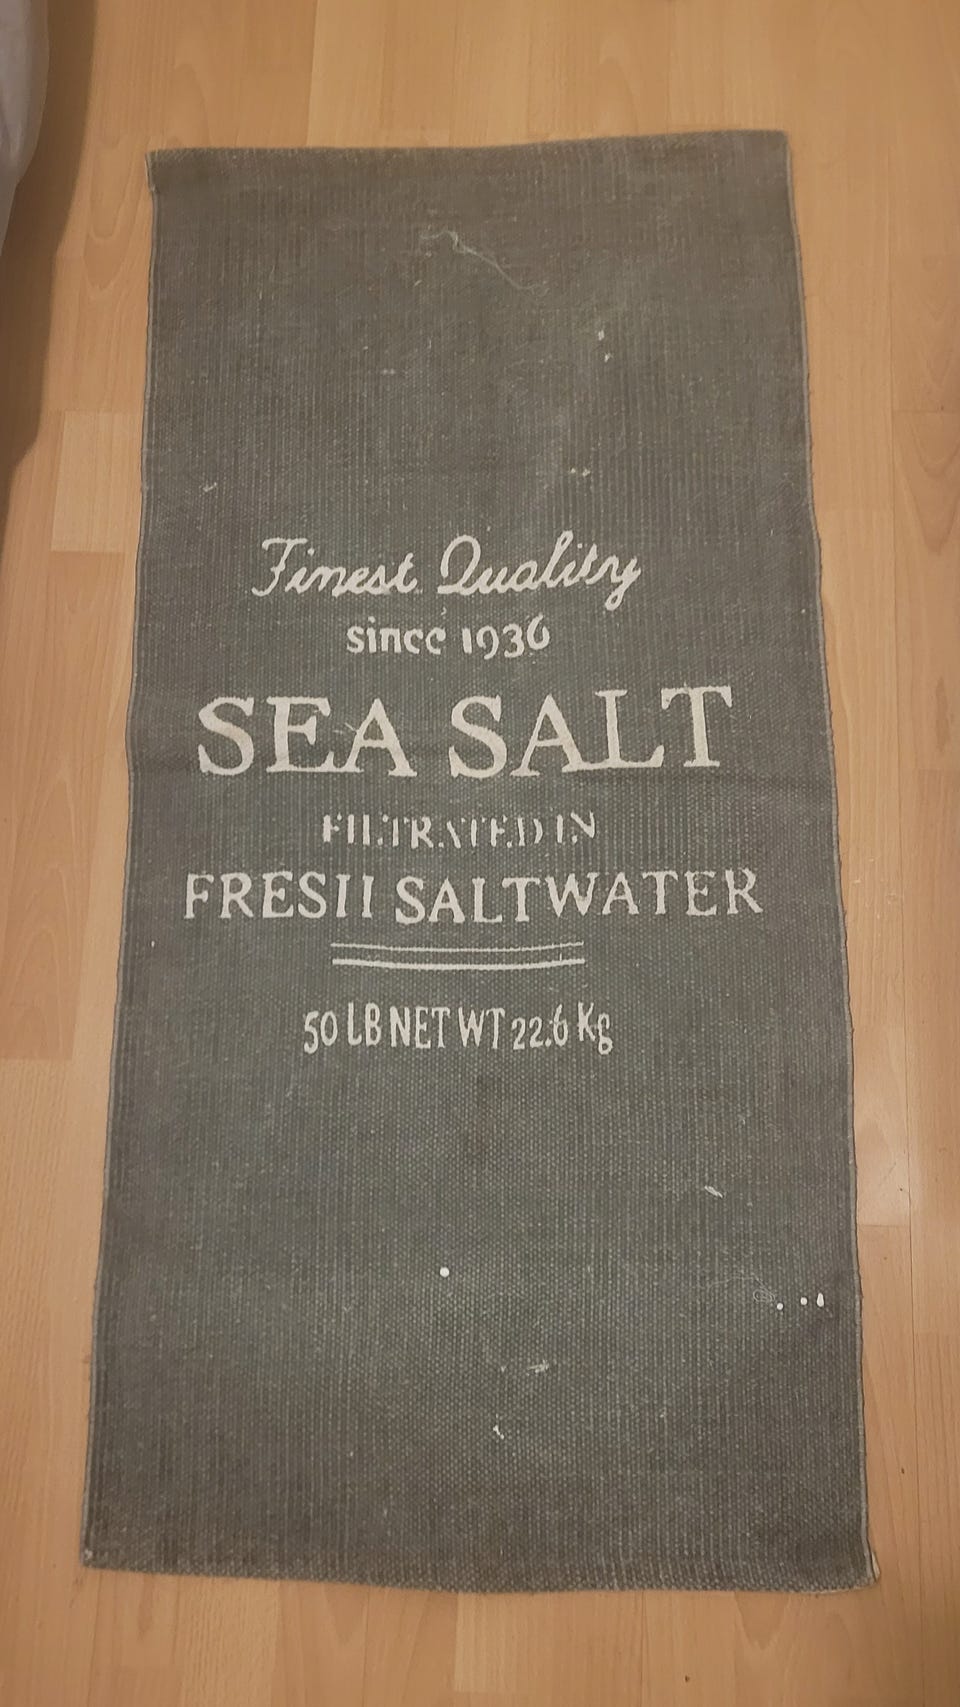 Finest Quality
since 1936
SEA SALT
FILTRATED IN
FRESH SALTWATER
50 LB NET WT 22.6 Kg